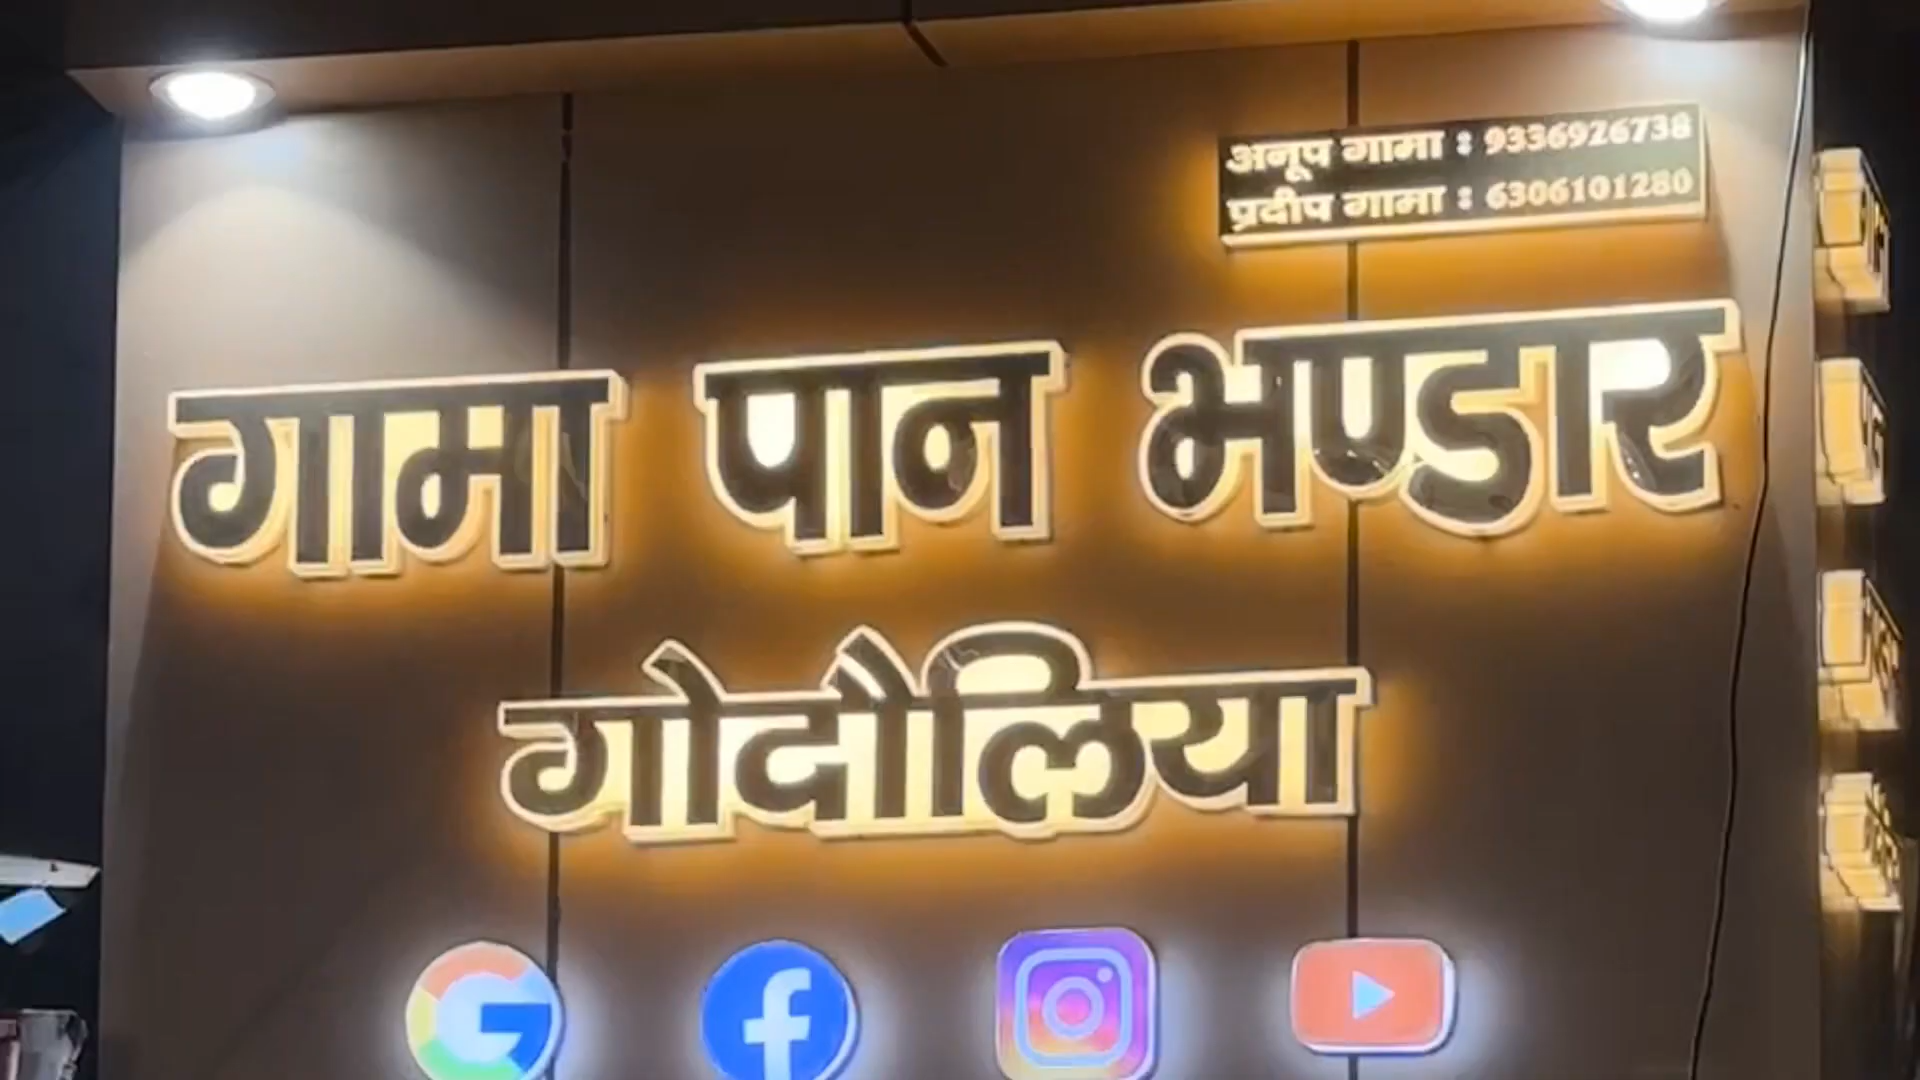 अनूप गामा : 9336926738
प्रदीप गामा : 6306101280
गामा पान भण्डार
गोदौलिया